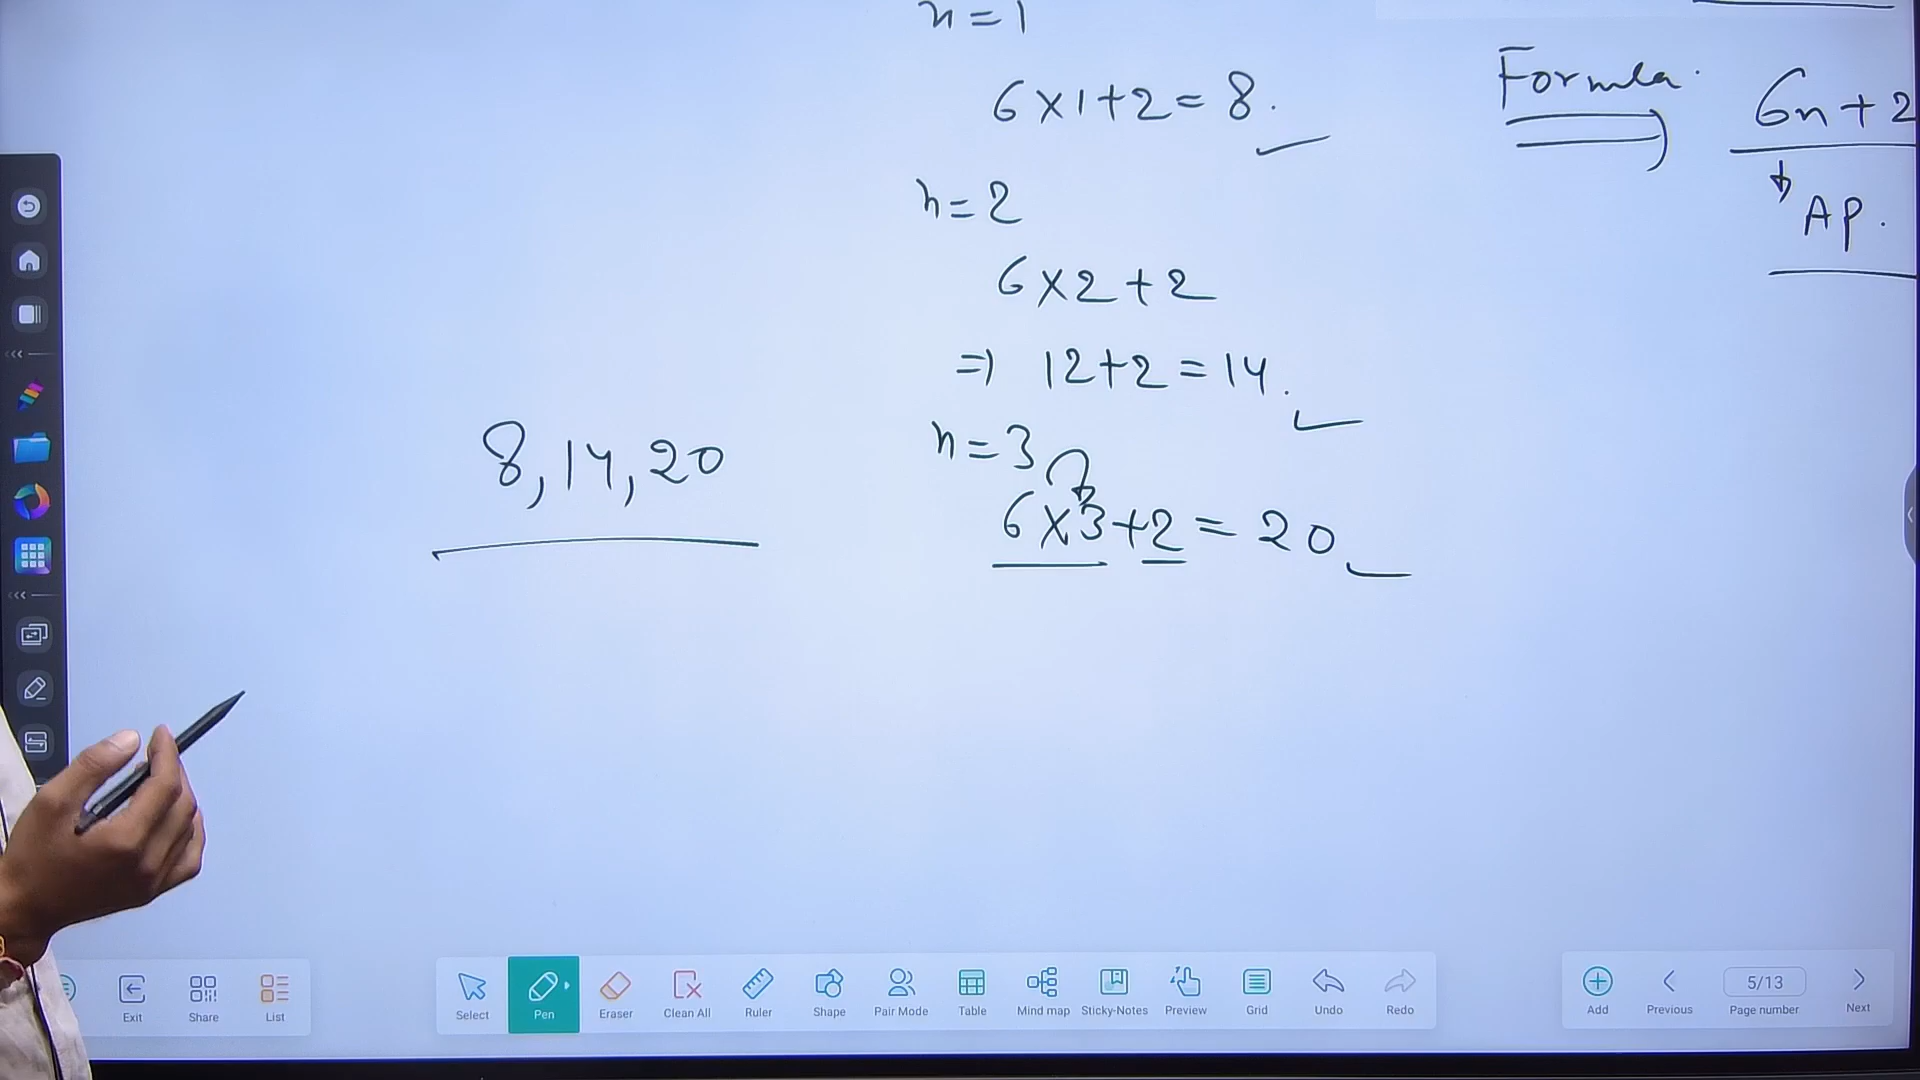 n=1
6×1+2=8.
Formula.
6n+2
AP.
n=2
6×2+2
⇒ 12+2=14.
n=3
6×3+2=20
8,14,20
Exit
Share
List
Select
Pen
Eraser
Clean All
Ruler
Shape
Pair Mode
Table
Mind map
Sticky-Notes
Preview
Grid
Undo
Redo
Add
Previous
5/13
Page number
Next